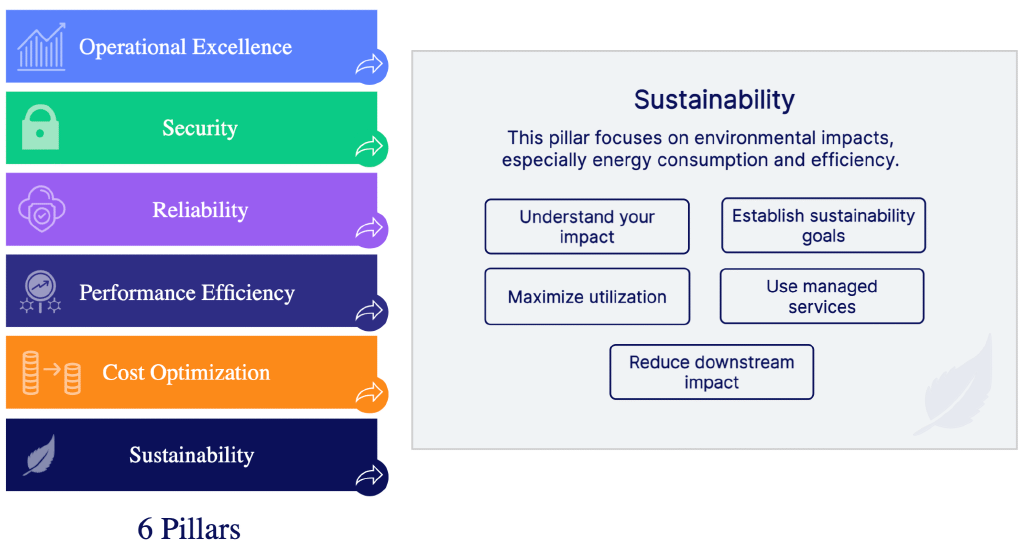 Operational Excellence
Security
Reliability
Performance Efficiency
Cost Optimization
Sustainability
6 Pillars
Sustainability
This pillar focuses on environmental impacts,
especially energy consumption and efficiency.
Understand your
impact
Establish sustainability
goals
Maximize utilization
Use managed
services
Reduce downstream
impact